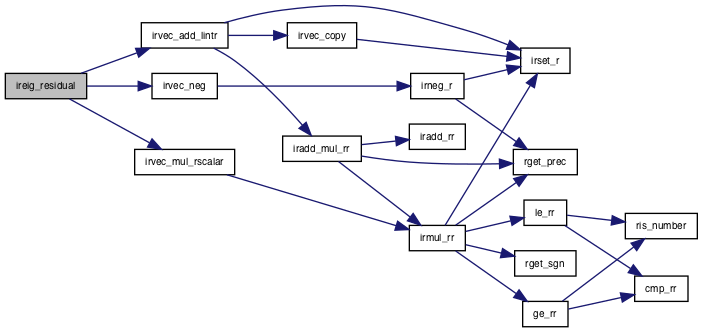 ireig_residual
irvec_add_lintr
irvec_neg
irvec_mul_rscalar
irvec_copy
iradd_mul_rr
irneg_r
iradd_rr
irmul_rr
irset_r
rget_prec
le_rr
rget_sgn
ge_rr
ris_number
cmp_rr